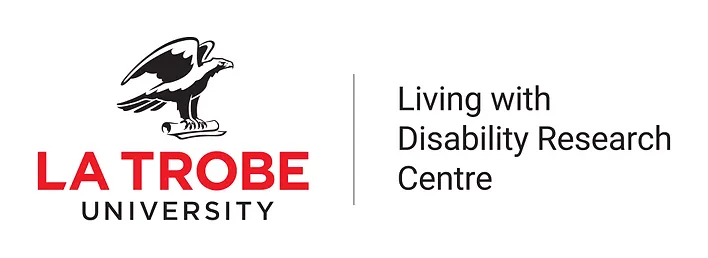 LA TROBE
UNIVERSITY
Living with
Disability Research
Centre